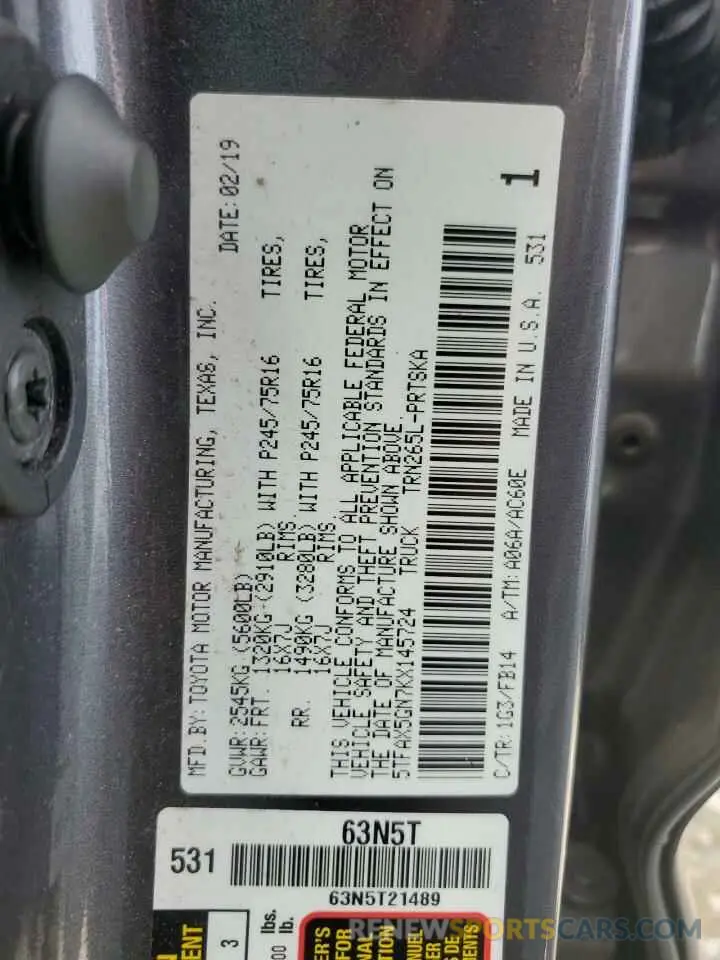 MFD.BY:TOYOTA MOTOR MANUFACTURING, TEXAS, INC.
DATE:02/19
GVWR:2545KG (5600LB)
GAWR:FRT. 1320KG (2910LB) WITH P245/75R16 TIRES,
16X7J RIMS
RR. 1490KG (3280LB) WITH P245/75R16 TIRES,
16X7J RIMS
THIS VEHICLE CONFORMS TO ALL APPLICABLE FEDERAL MOTOR
VEHICLE SAFETY AND THEFT PREVENTION STANDARDS IN EFFECT ON
THE DATE OF MANUFACTURE SHOWN ABOVE.
5TFAX5GN7KX145724 TRUCK TRN265L-PRTSKA
C/TR:1G3/FB14 A/TM:A06A/AC60E MADE IN U.S.A. 531
1
63N5T
531
63N5T21489
3
lbs.
lb.
RENEWSPORTSCARS.COM